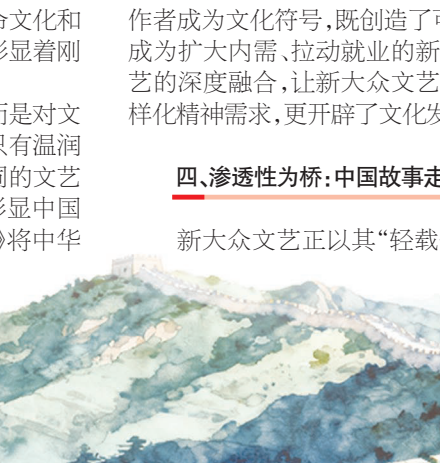 命文化和
彰显着刚
而是对文
只有温润
同的文艺
彰显中国
》将中华
作者成为文化符号,既创造了
成为扩大内需、拉动就业的新
艺的深度融合,让新大众文艺
样化精神需求,更开辟了文化发
四、渗透性为桥:中国故事走
新大众文艺正以其“轻载